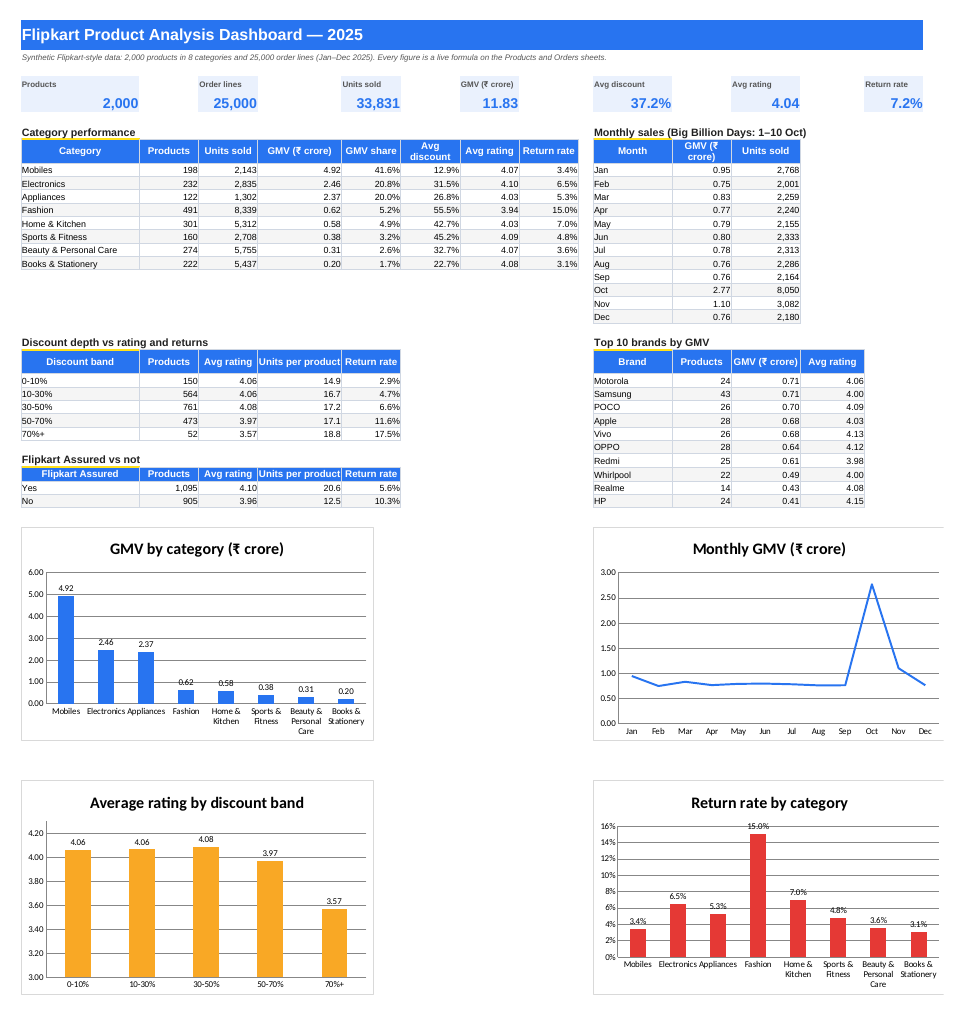 Flipkart Product Analysis Dashboard — 2025
Synthetic Flipkart-style data: 2,000 products in 8 categories and 25,000 order lines (Jan–Dec 2025). Every figure is a live formula on the Products and Orders sheets.
Products Order lines Units sold GMV (₹ crore) Avg discount Avg rating Return rate
2,000 25,000 33,831 11.83 37.2% 4.04 7.2%
Category performance
Category Products Units sold GMV (₹ crore) GMV share Avg discount Avg rating Return rate
Mobiles 198 2,143 4.92 41.6% 12.9% 4.07 3.4%
Electronics 232 2,835 2.46 20.8% 31.5% 4.10 6.5%
Appliances 122 1,302 2.37 20.0% 26.8% 4.03 5.3%
Fashion 491 8,339 0.62 5.2% 55.5% 3.94 15.0%
Home & Kitchen 301 5,312 0.58 4.9% 42.7% 4.03 7.0%
Sports & Fitness 160 2,708 0.38 3.2% 45.2% 4.09 4.8%
Beauty & Personal Care 274 5,755 0.31 2.6% 32.7% 4.07 3.6%
Books & Stationery 222 5,437 0.20 1.7% 22.7% 4.08 3.1%
Monthly sales (Big Billion Days: 1–10 Oct)
Month GMV (₹ crore) Units sold
Jan 0.95 2,768
Feb 0.75 2,001
Mar 0.83 2,259
Apr 0.77 2,240
May 0.79 2,155
Jun 0.80 2,333
Jul 0.78 2,313
Aug 0.76 2,286
Sep 0.76 2,164
Oct 2.77 8,050
Nov 1.10 3,082
Dec 0.76 2,180
Discount depth vs rating and returns
Discount band Products Avg rating Units per product Return rate
0-10% 150 4.06 14.9 2.9%
10-30% 564 4.06 16.7 4.7%
30-50% 761 4.08 17.2 6.6%
50-70% 473 3.97 17.1 11.6%
70%+ 52 3.57 18.8 17.5%
Flipkart Assured vs not
Flipkart Assured Products Avg rating Units per product Return rate
Yes 1,095 4.10 20.6 5.6%
No 905 3.96 12.5 10.3%
Top 10 brands by GMV
Brand Products GMV (₹ crore) Avg rating
Motorola 24 0.71 4.06
Samsung 43 0.71 4.00
POCO 26 0.70 4.09
Apple 28 0.68 4.03
Vivo 26 0.68 4.13
OPPO 28 0.64 4.12
Redmi 25 0.61 3.98
Whirlpool 22 0.49 4.00
Realme 14 0.43 4.08
HP 24 0.41 4.15
GMV by category (₹ crore)
6.00
5.00
4.00
3.00
2.00
1.00
0.00
4.92 2.46 2.37 0.62 0.58 0.38 0.31 0.20
Mobiles Electronics Appliances Fashion Home & Kitchen Sports & Fitness Beauty & Personal Care Books & Stationery
Monthly GMV (₹ crore)
3.00
2.50
2.00
1.50
1.00
0.50
0.00
Jan Feb Mar Apr May Jun Jul Aug Sep Oct Nov Dec
Average rating by discount band
4.20
4.00
3.80
3.60
3.40
3.20
3.00
4.06 4.06 4.08 3.97 3.57
0-10% 10-30% 30-50% 50-70% 70%+
Return rate by category
16%
14%
12%
10%
8%
6%
4%
2%
0%
3.4% 6.5% 5.3% 15.0% 7.0% 4.8% 3.6% 3.1%
Mobiles Electronics Appliances Fashion Home & Kitchen Sports & Fitness Beauty & Personal Care Books & Stationery